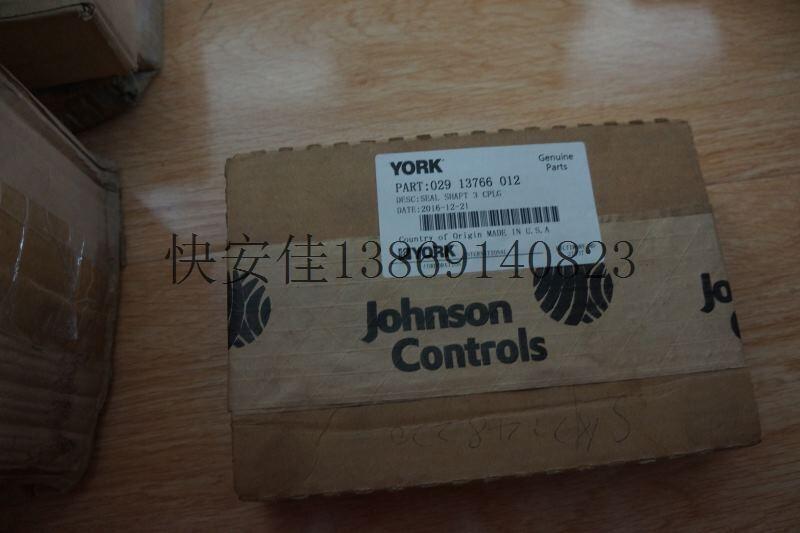 YORK
Genuine
Parts
PART:029 13766 012
DESC:SEAL SHAFT 3 CPLG
DATE:2016-12-21
Country of Origin MADE IN U.S.A
YORK
快安佳13869140823
Johnson
Controls
Jo